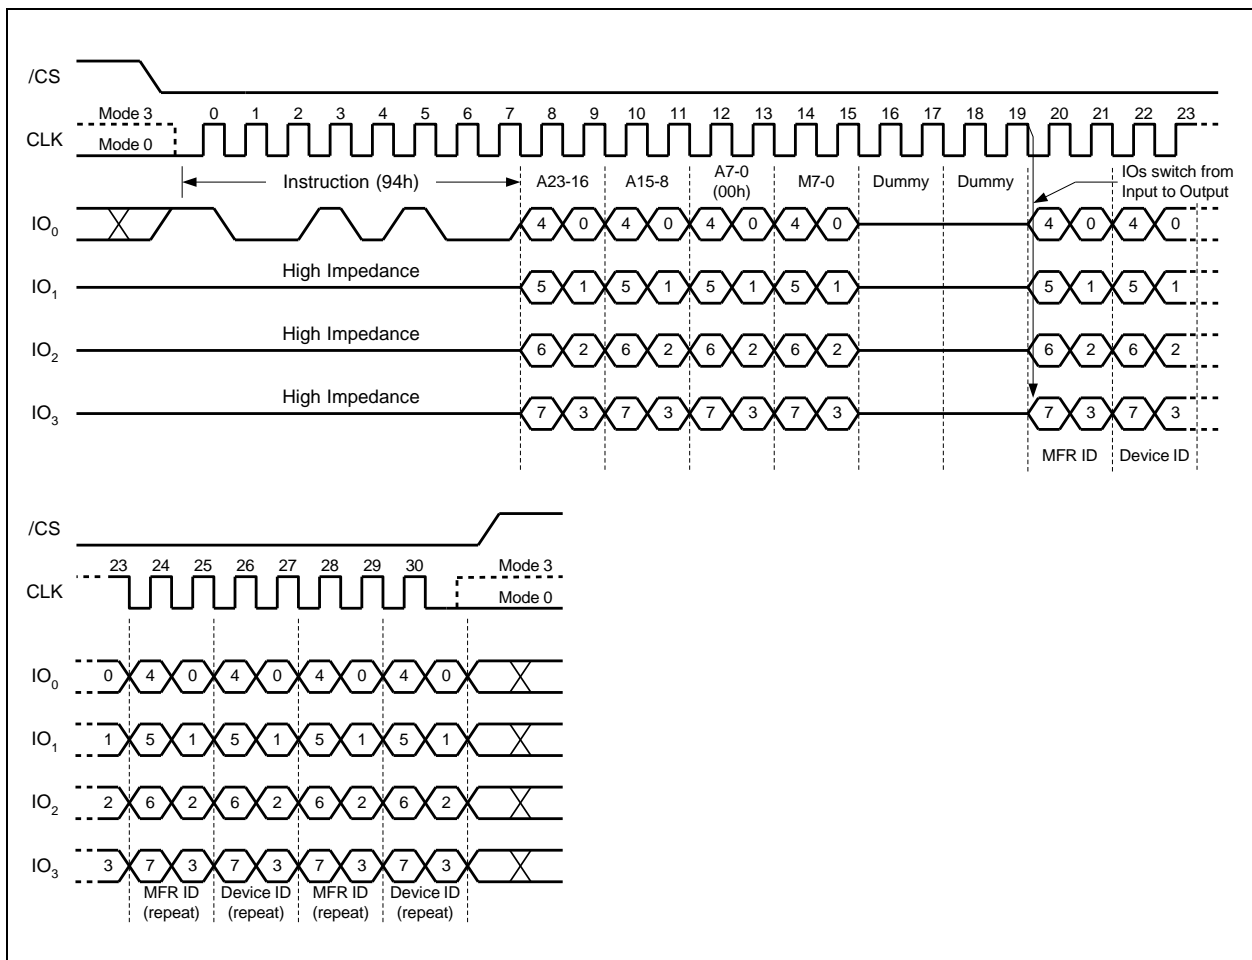 /CS
Mode 3
0 1 2 3 4 5 6 7 8 9 10 11 12 13 14 15 16 17 18 19 20 21 22 23
CLK
Mode 0
Instruction (94h)
A23-16
A15-8
A7-0
(00h)
M7-0
Dummy
Dummy
IOs switch from
Input to Output
IO0
4 0 4 0 4 0 4 0 4 0 4 0
High Impedance
IO1
5 1 5 1 5 1 5 1 5 1 5 1
High Impedance
IO2
6 2 6 2 6 2 6 2 6 2 6 2
High Impedance
IO3
7 3 7 3 7 3 7 3 7 3 7 3
MFR ID
Device ID
/CS
23 24 25 26 27 28 29 30
Mode 3
CLK
Mode 0
IO0
0 4 0 4 0 4 0 4 0
IO1
1 5 1 5 1 5 1 5 1
IO2
2 6 2 6 2 6 2 6 2
IO3
3 7 3 7 3 7 3 7 3
MFR ID
(repeat)
Device ID
(repeat)
MFR ID
(repeat)
Device ID
(repeat)